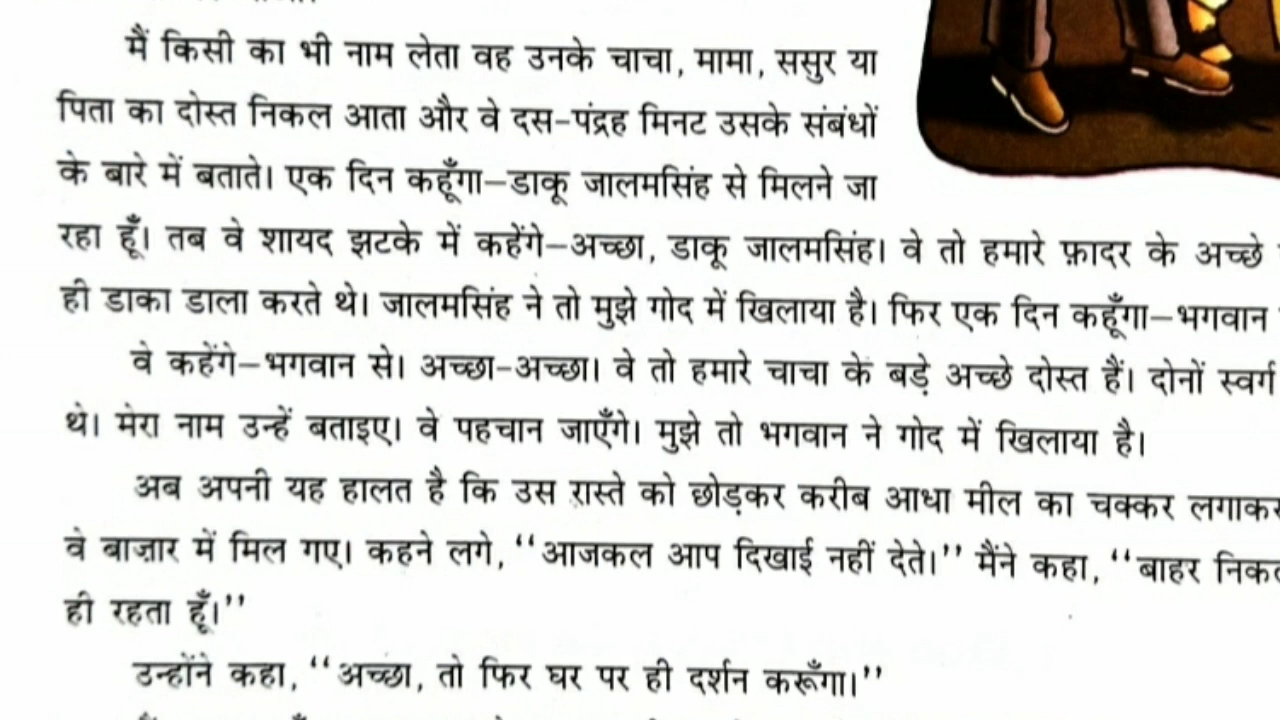 मैं किसी का भी नाम लेता वह उनके चाचा, मामा, ससुर या
पिता का दोस्त निकल आता और वे दस-पंद्रह मिनट उसके संबंधों
के बारे में बताते। एक दिन कहूँगा–डाकू जालमसिंह से मिलने जा
रहा हूँ। तब वे शायद झटके में कहेंगे–अच्छा, डाकू जालमसिंह। वे तो हमारे फ़ादर के अच्छे
ही डाका डाला करते थे। जालमसिंह ने तो मुझे गोद में खिलाया है। फिर एक दिन कहूँगा–भगवान
वे कहेंगे–भगवान से। अच्छा-अच्छा। वे तो हमारे चाचा के बड़े अच्छे दोस्त हैं। दोनों स्वर्ग
थे। मेरा नाम उन्हें बताइए। वे पहचान जाएँगे। मुझे तो भगवान ने गोद में खिलाया है।
अब अपनी यह हालत है कि उस रास्ते को छोड़कर करीब आधा मील का चक्कर लगाकर
वे बाज़ार में मिल गए। कहने लगे, ‘‘आजकल आप दिखाई नहीं देते।’’ मैंने कहा, ‘‘बाहर
ही रहता हूँ।’’
उन्होंने कहा, ‘‘अच्छा, तो फिर घर पर ही दर्शन करूँगा।’’